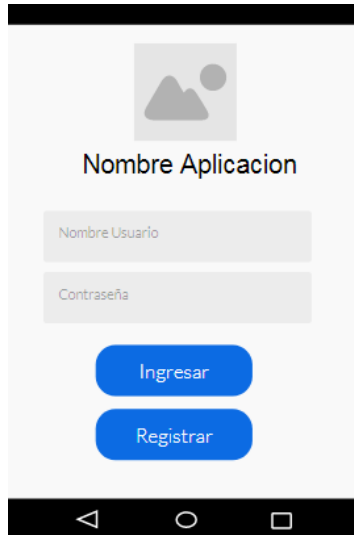 Nombre Aplicacion
Nombre Usuario
Contraseña
Ingresar
Registrar